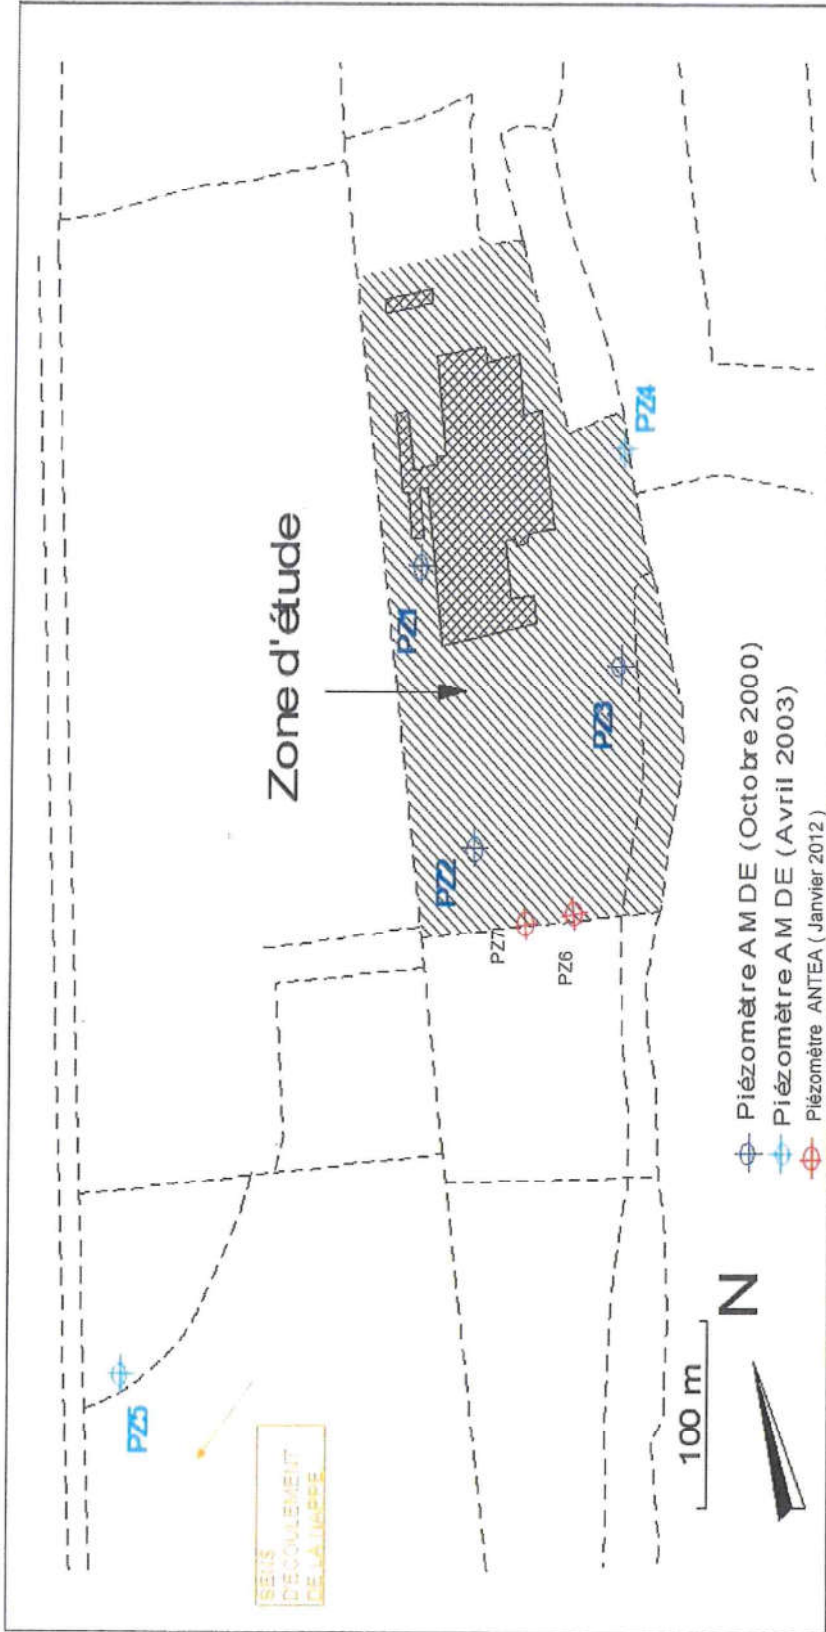 Zone d'étude
PZ1
PZ2
PZ3
PZ4
PZ5
PZ7
PZ6
SENS
D'ECOULEMENT
DE LA NAPPE
100 m
N
Piézomètre AMDE (Octobre 2000)
Piézomètre AMDE (Avril 2003)
Piézomètre ANTEA (Janvier 2012)